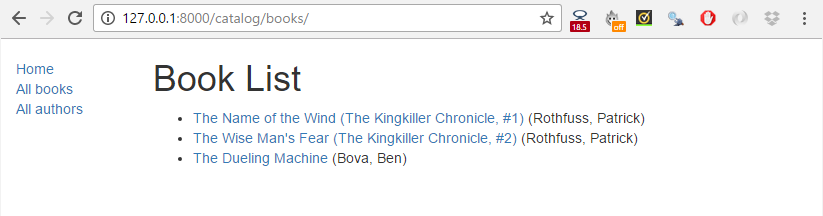 127.0.0.1:8000/catalog/books/
18.5
off
Home
All books
All authors
Book List
The Name of the Wind (The Kingkiller Chronicle, #1) (Rothfuss, Patrick)
The Wise Man's Fear (The Kingkiller Chronicle, #2) (Rothfuss, Patrick)
The Dueling Machine (Bova, Ben)